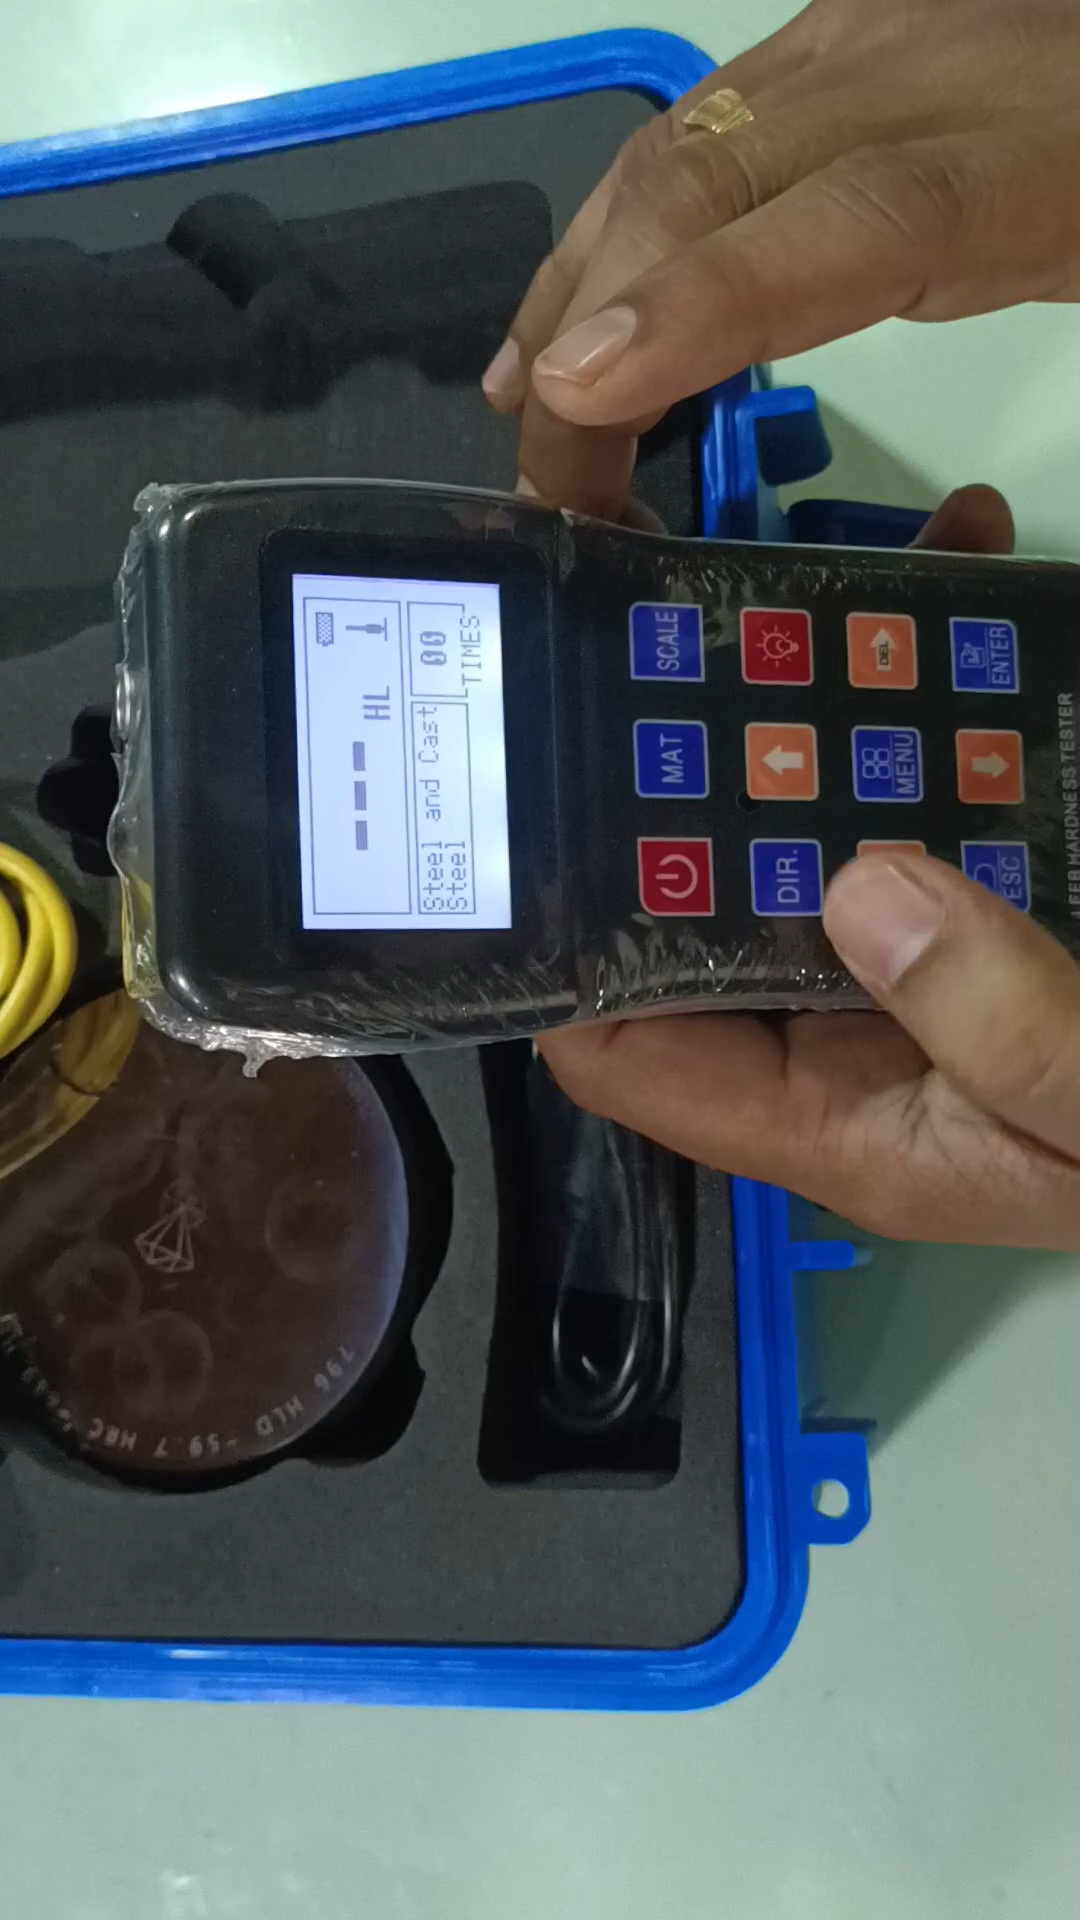 --- HL
Steel and Cast
Steel
00
TIMES
SCALE
MAT
DEL
DIR.
MENU
ENTER
ESC
LEEB HARDNESS TESTER
796 HLD =59.7 HRC